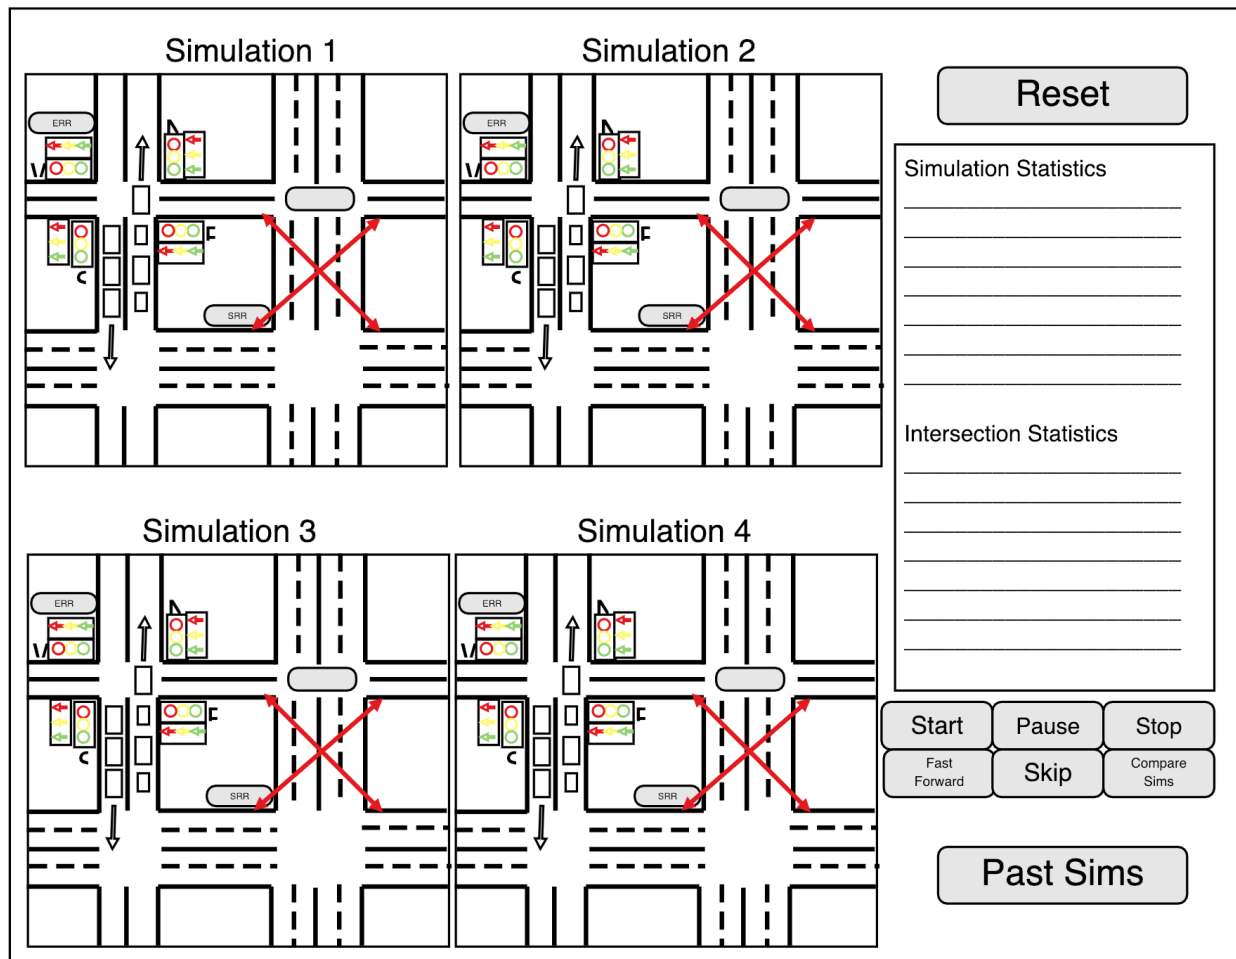 Simulation 1
Simulation 2
ERR
SRR
ERR
SRR
Simulation 3
Simulation 4
ERR
SRR
ERR
SRR
Reset
Simulation Statistics
Intersection Statistics
Start
Pause
Stop
Fast
Forward
Skip
Compare
Sims
Past Sims